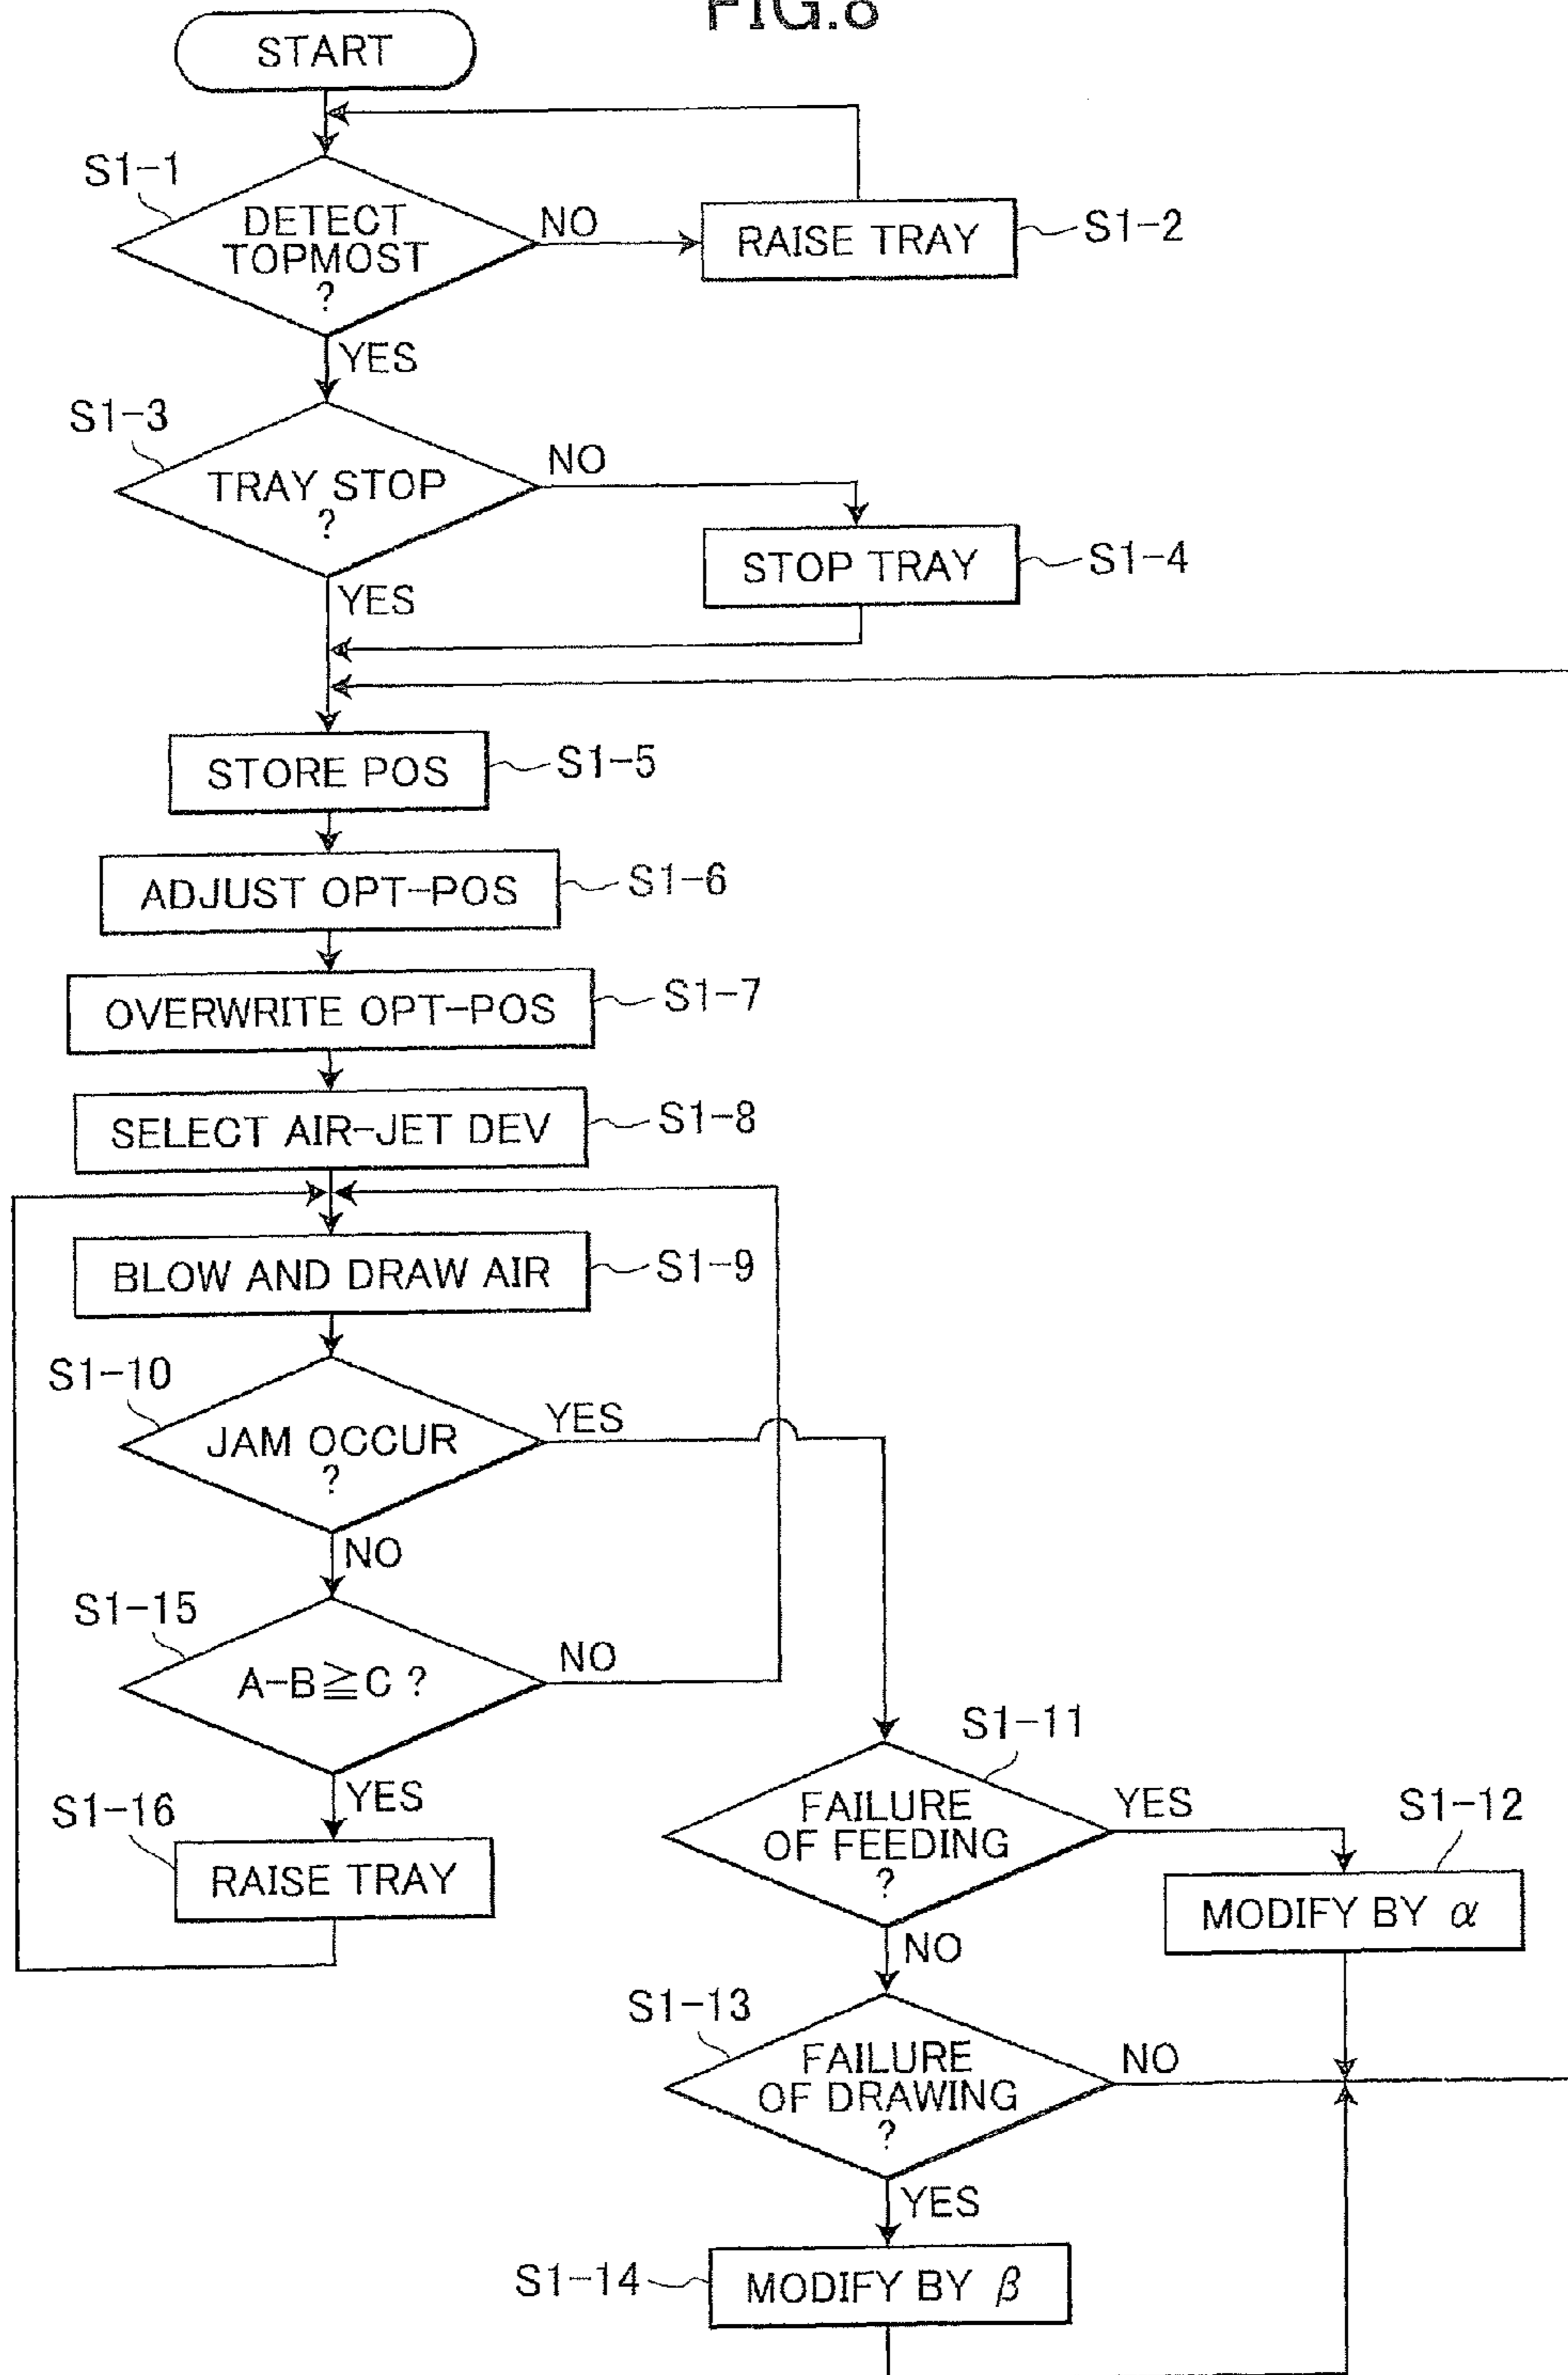 FIG.8
START
S1-1
DETECT
TOPMOST
?
NO
RAISE TRAY
S1-2
YES
S1-3
TRAY STOP
?
NO
STOP TRAY
S1-4
YES
STORE POS
S1-5
ADJUST OPT-POS
S1-6
OVERWRITE OPT-POS
S1-7
SELECT AIR-JET DEV
S1-8
BLOW AND DRAW AIR
S1-9
S1-10
JAM OCCUR
?
YES
NO
S1-15
A-B≧C ?
NO
YES
S1-16
RAISE TRAY
S1-11
FAILURE
OF FEEDING
?
YES
S1-12
MODIFY BY α
NO
S1-13
FAILURE
OF DRAWING
?
NO
YES
S1-14
MODIFY BY β